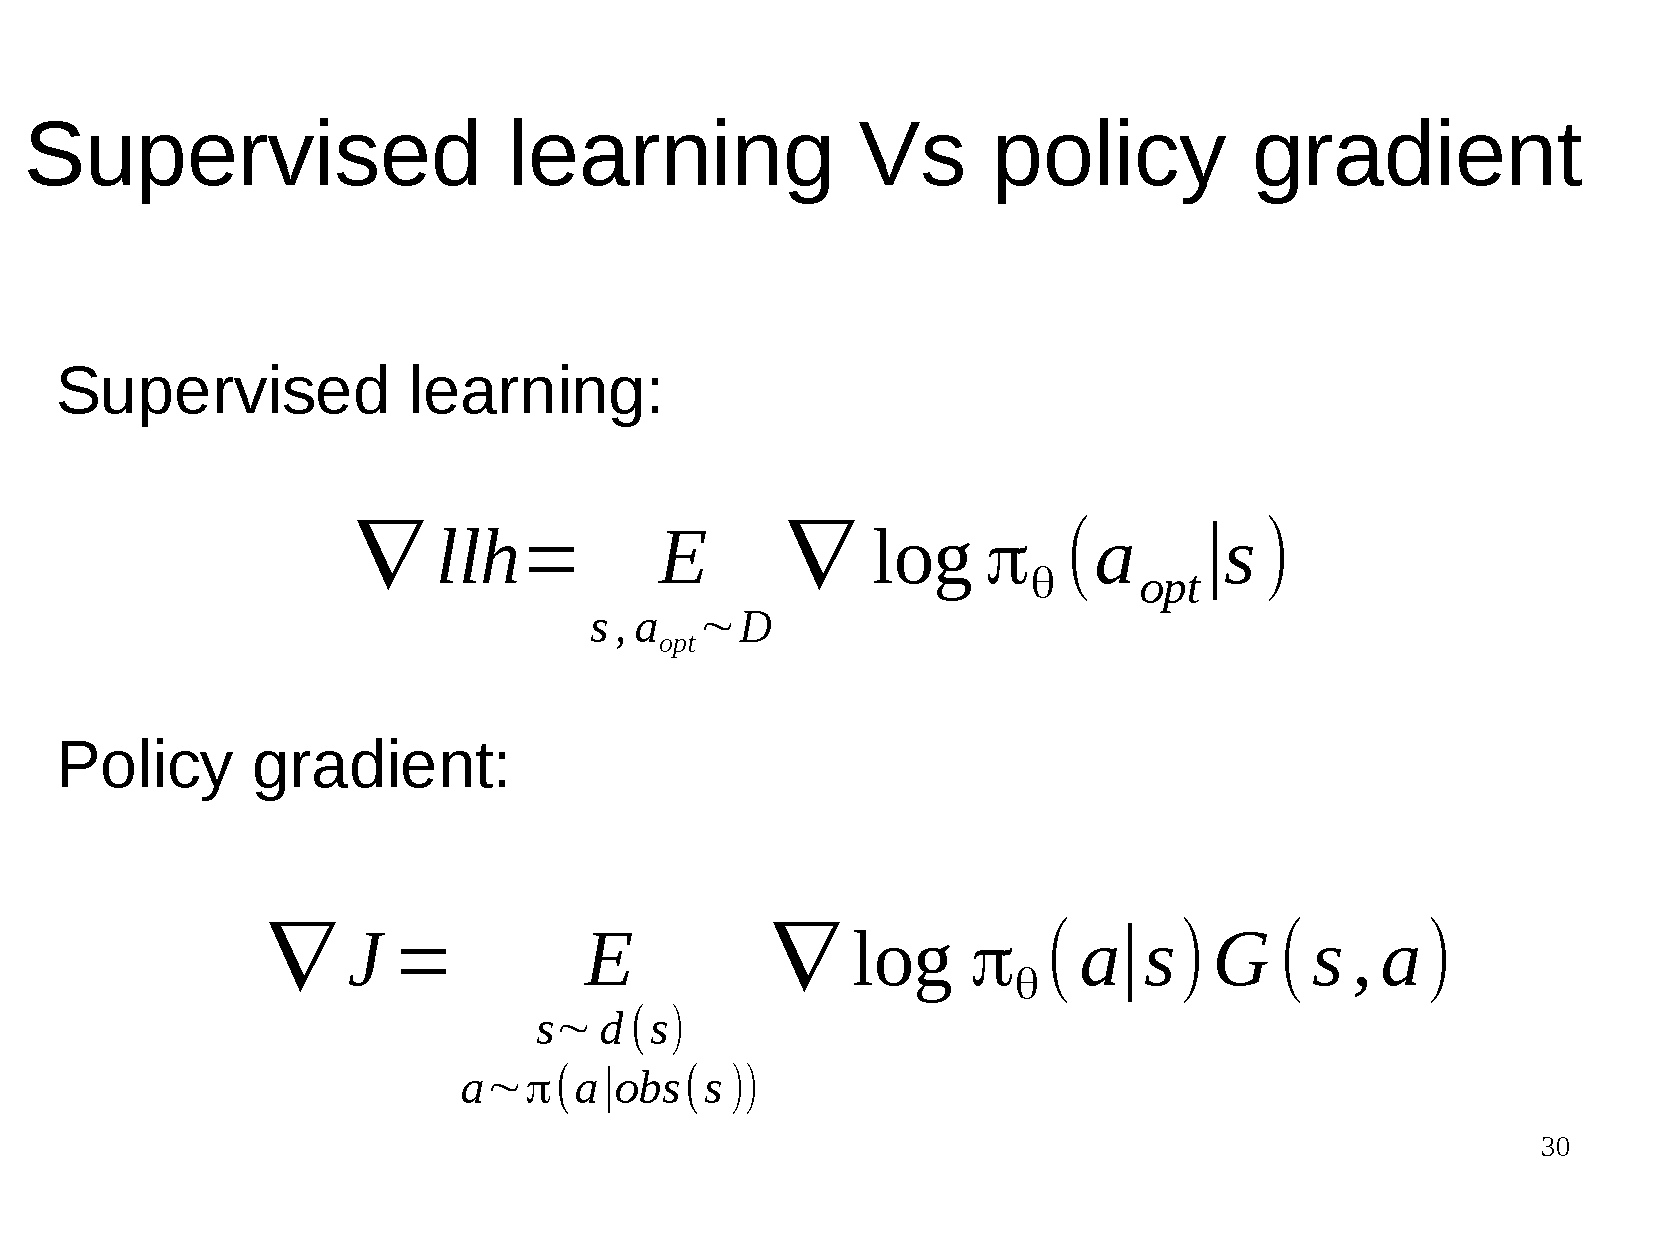 Supervised learning Vs policy gradient
Supervised learning:
∇ llh = E ∇ log π_θ (a_opt | s)
s , a_opt ~ D
Policy gradient:
∇ J = E ∇ log π_θ (a | s) G (s , a)
s ~ d (s)
a ~ π (a | obs (s))
30